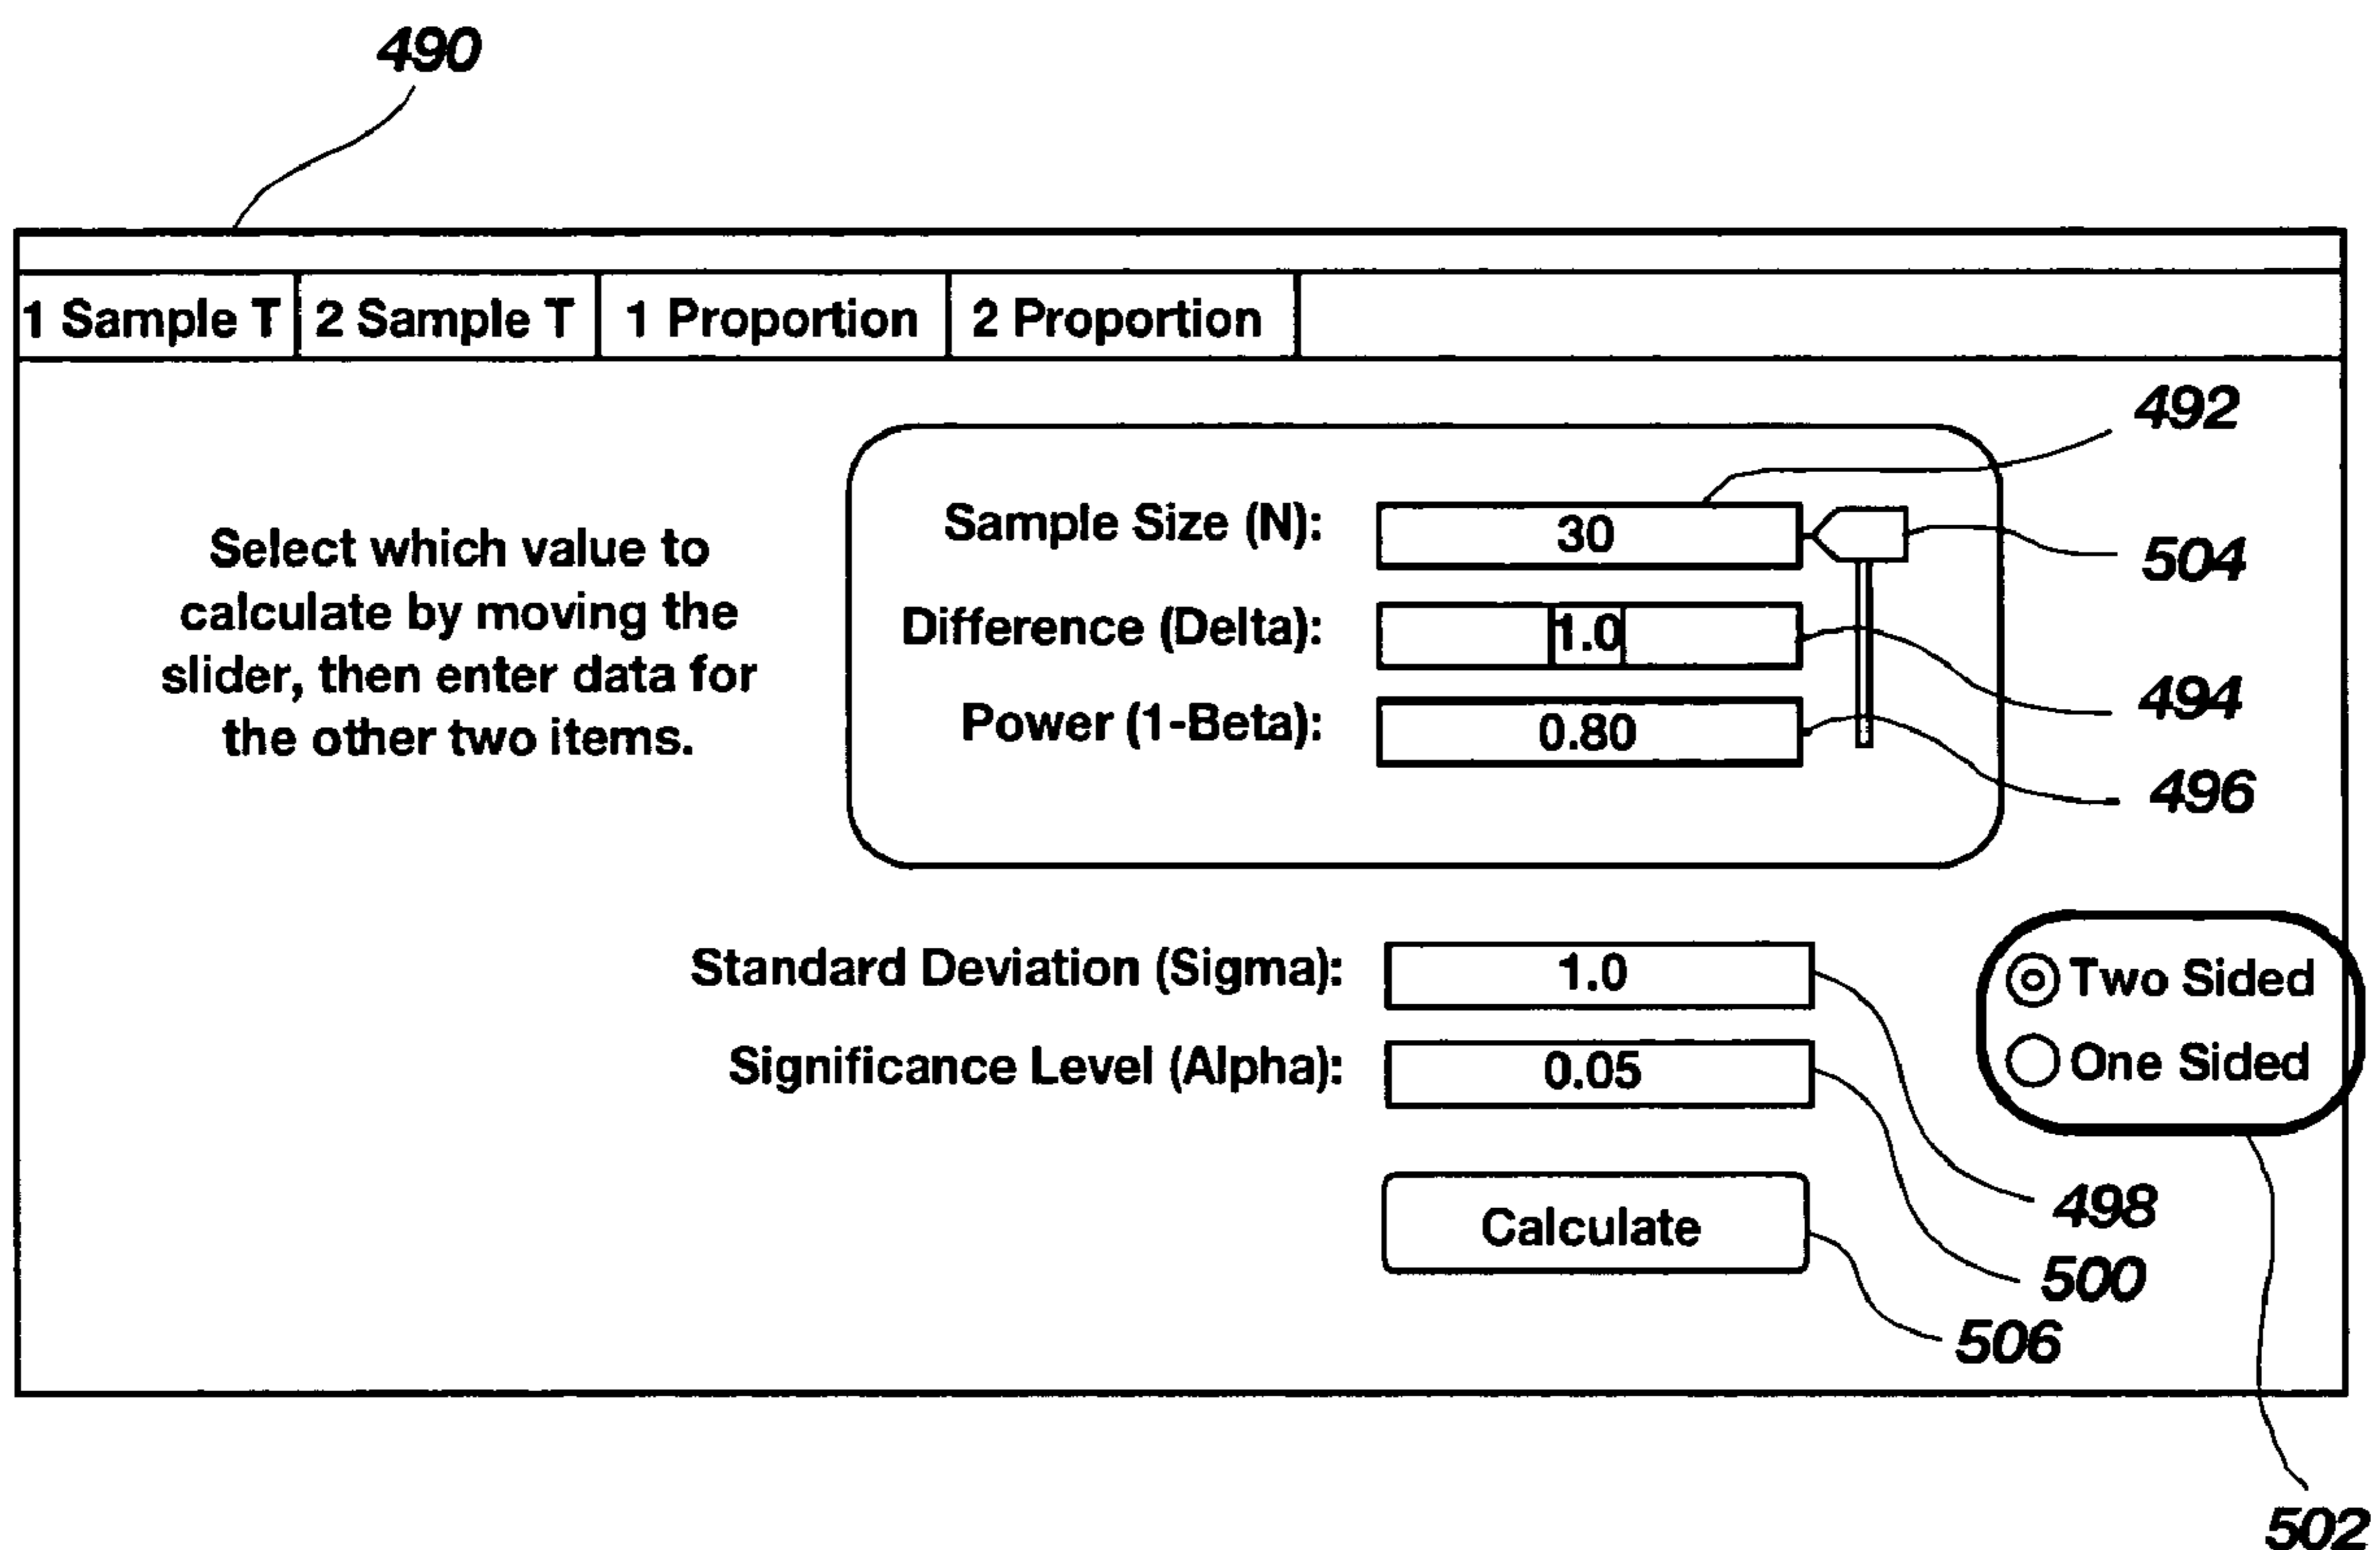 490
1 Sample T 2 Sample T 1 Proportion 2 Proportion
492
Select which value to
calculate by moving the
slider, then enter data for
the other two items.
Sample Size (N): 30
504
Difference (Delta): 1.0
494
Power (1-Beta): 0.80
496
Standard Deviation (Sigma): 1.0
Two Sided
Significance Level (Alpha): 0.05
One Sided
498
Calculate
500
506
502